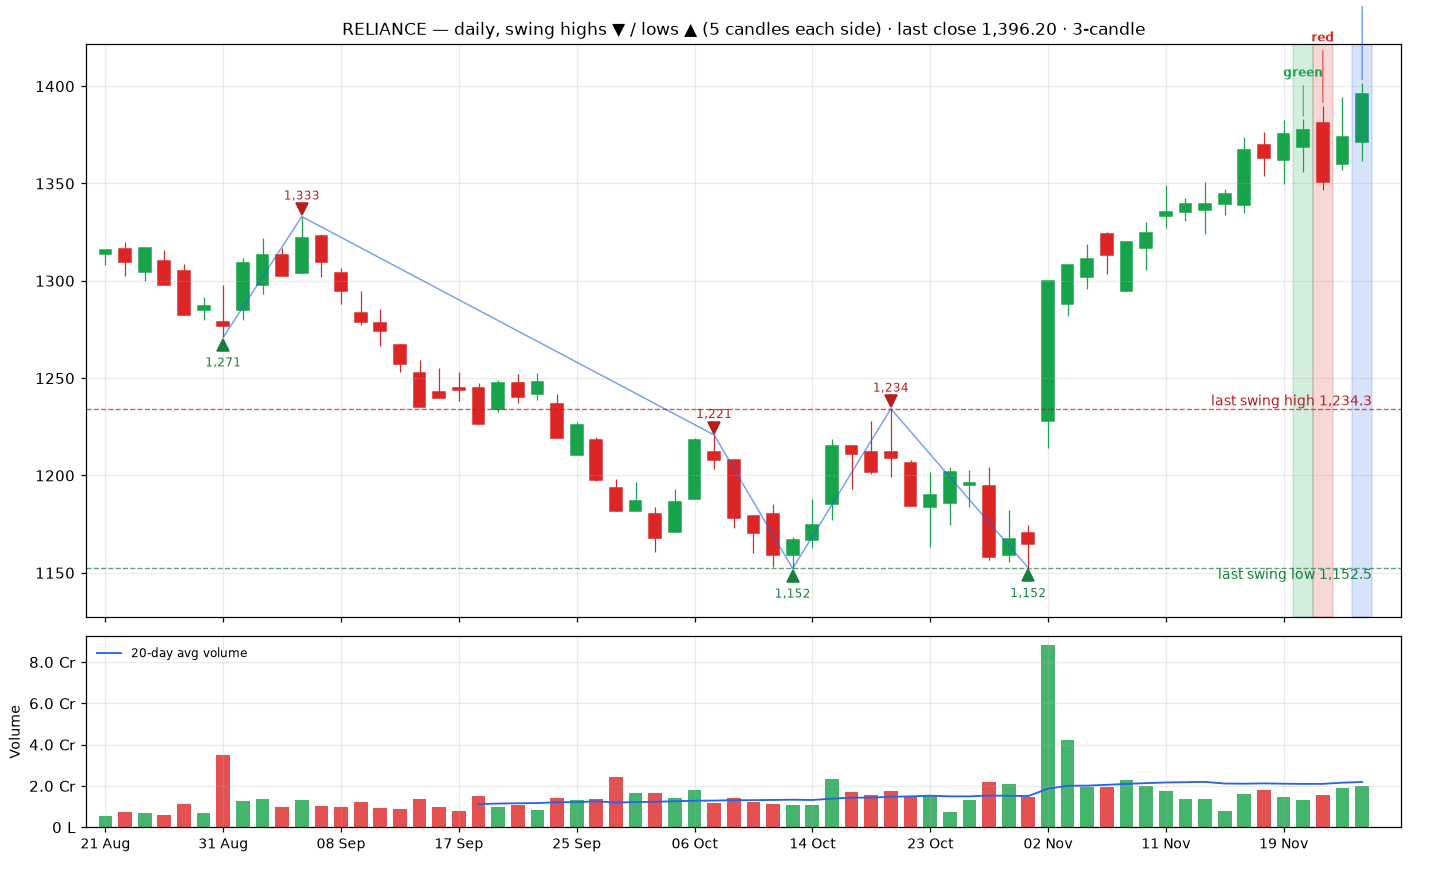 RELIANCE — daily, swing highs ▼ / lows ▲ (5 candles each side) · last close 1,396.20 · 3-candle
red
green
1400
1350
1,333
1300
1,271
1250
1,234
last swing high 1,234.3
1,221
1200
1150
last swing low 1,152.5
1,152
1,152
20-day avg volume
Volume
8.0 Cr
6.0 Cr
4.0 Cr
2.0 Cr
0 L
21 Aug
31 Aug
08 Sep
17 Sep
25 Sep
06 Oct
14 Oct
23 Oct
02 Nov
11 Nov
19 Nov